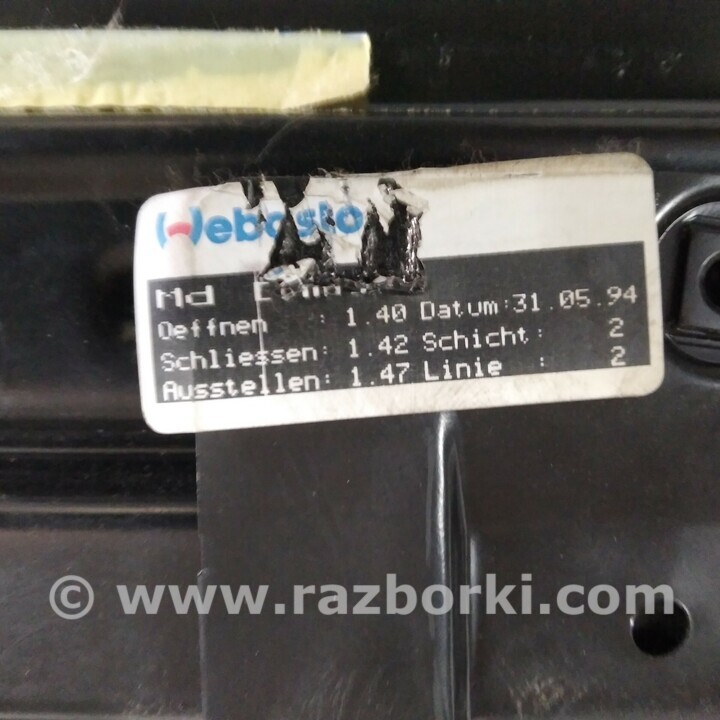 Webasto
Md
Oeffnen : 1.40 Datum:31.05.94
Schliessen: 1.42 Schicht: 2
Ausstellen: 1.47 Linie : 2
© www.razborki.com